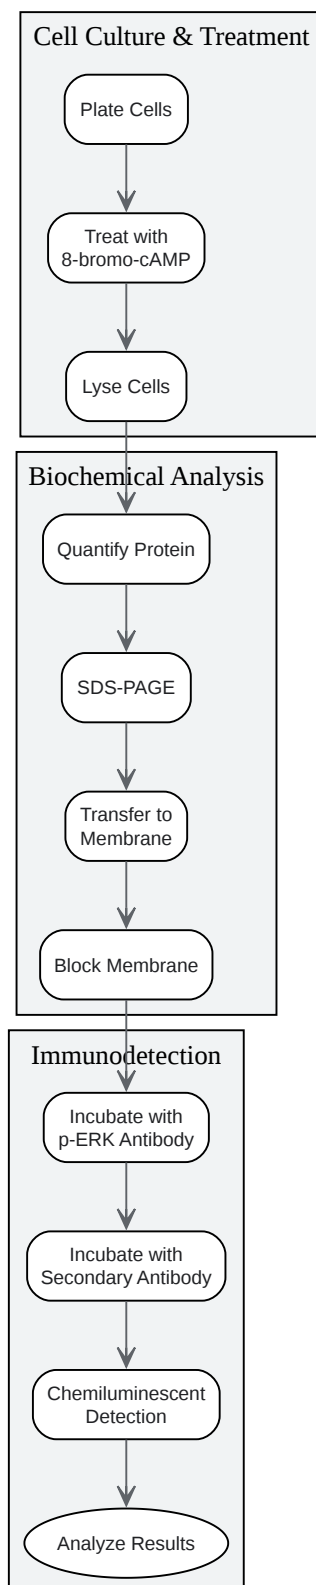 Cell Culture & Treatment
Plate Cells
Treat with
8-bromo-cAMP
Lyse Cells
Biochemical Analysis
Quantify Protein
SDS-PAGE
Transfer to
Membrane
Block Membrane
Immunodetection
Incubate with
p-ERK Antibody
Incubate with
Secondary Antibody
Chemiluminescent
Detection
Analyze Results